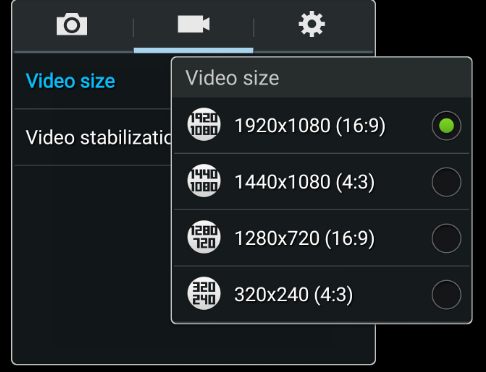 Video size
Video stabilizatic
Video size
1920
1080
1920x1080 (16:9)
1440
1080
1440x1080 (4:3)
1280
720
1280x720 (16:9)
320
240
320x240 (4:3)